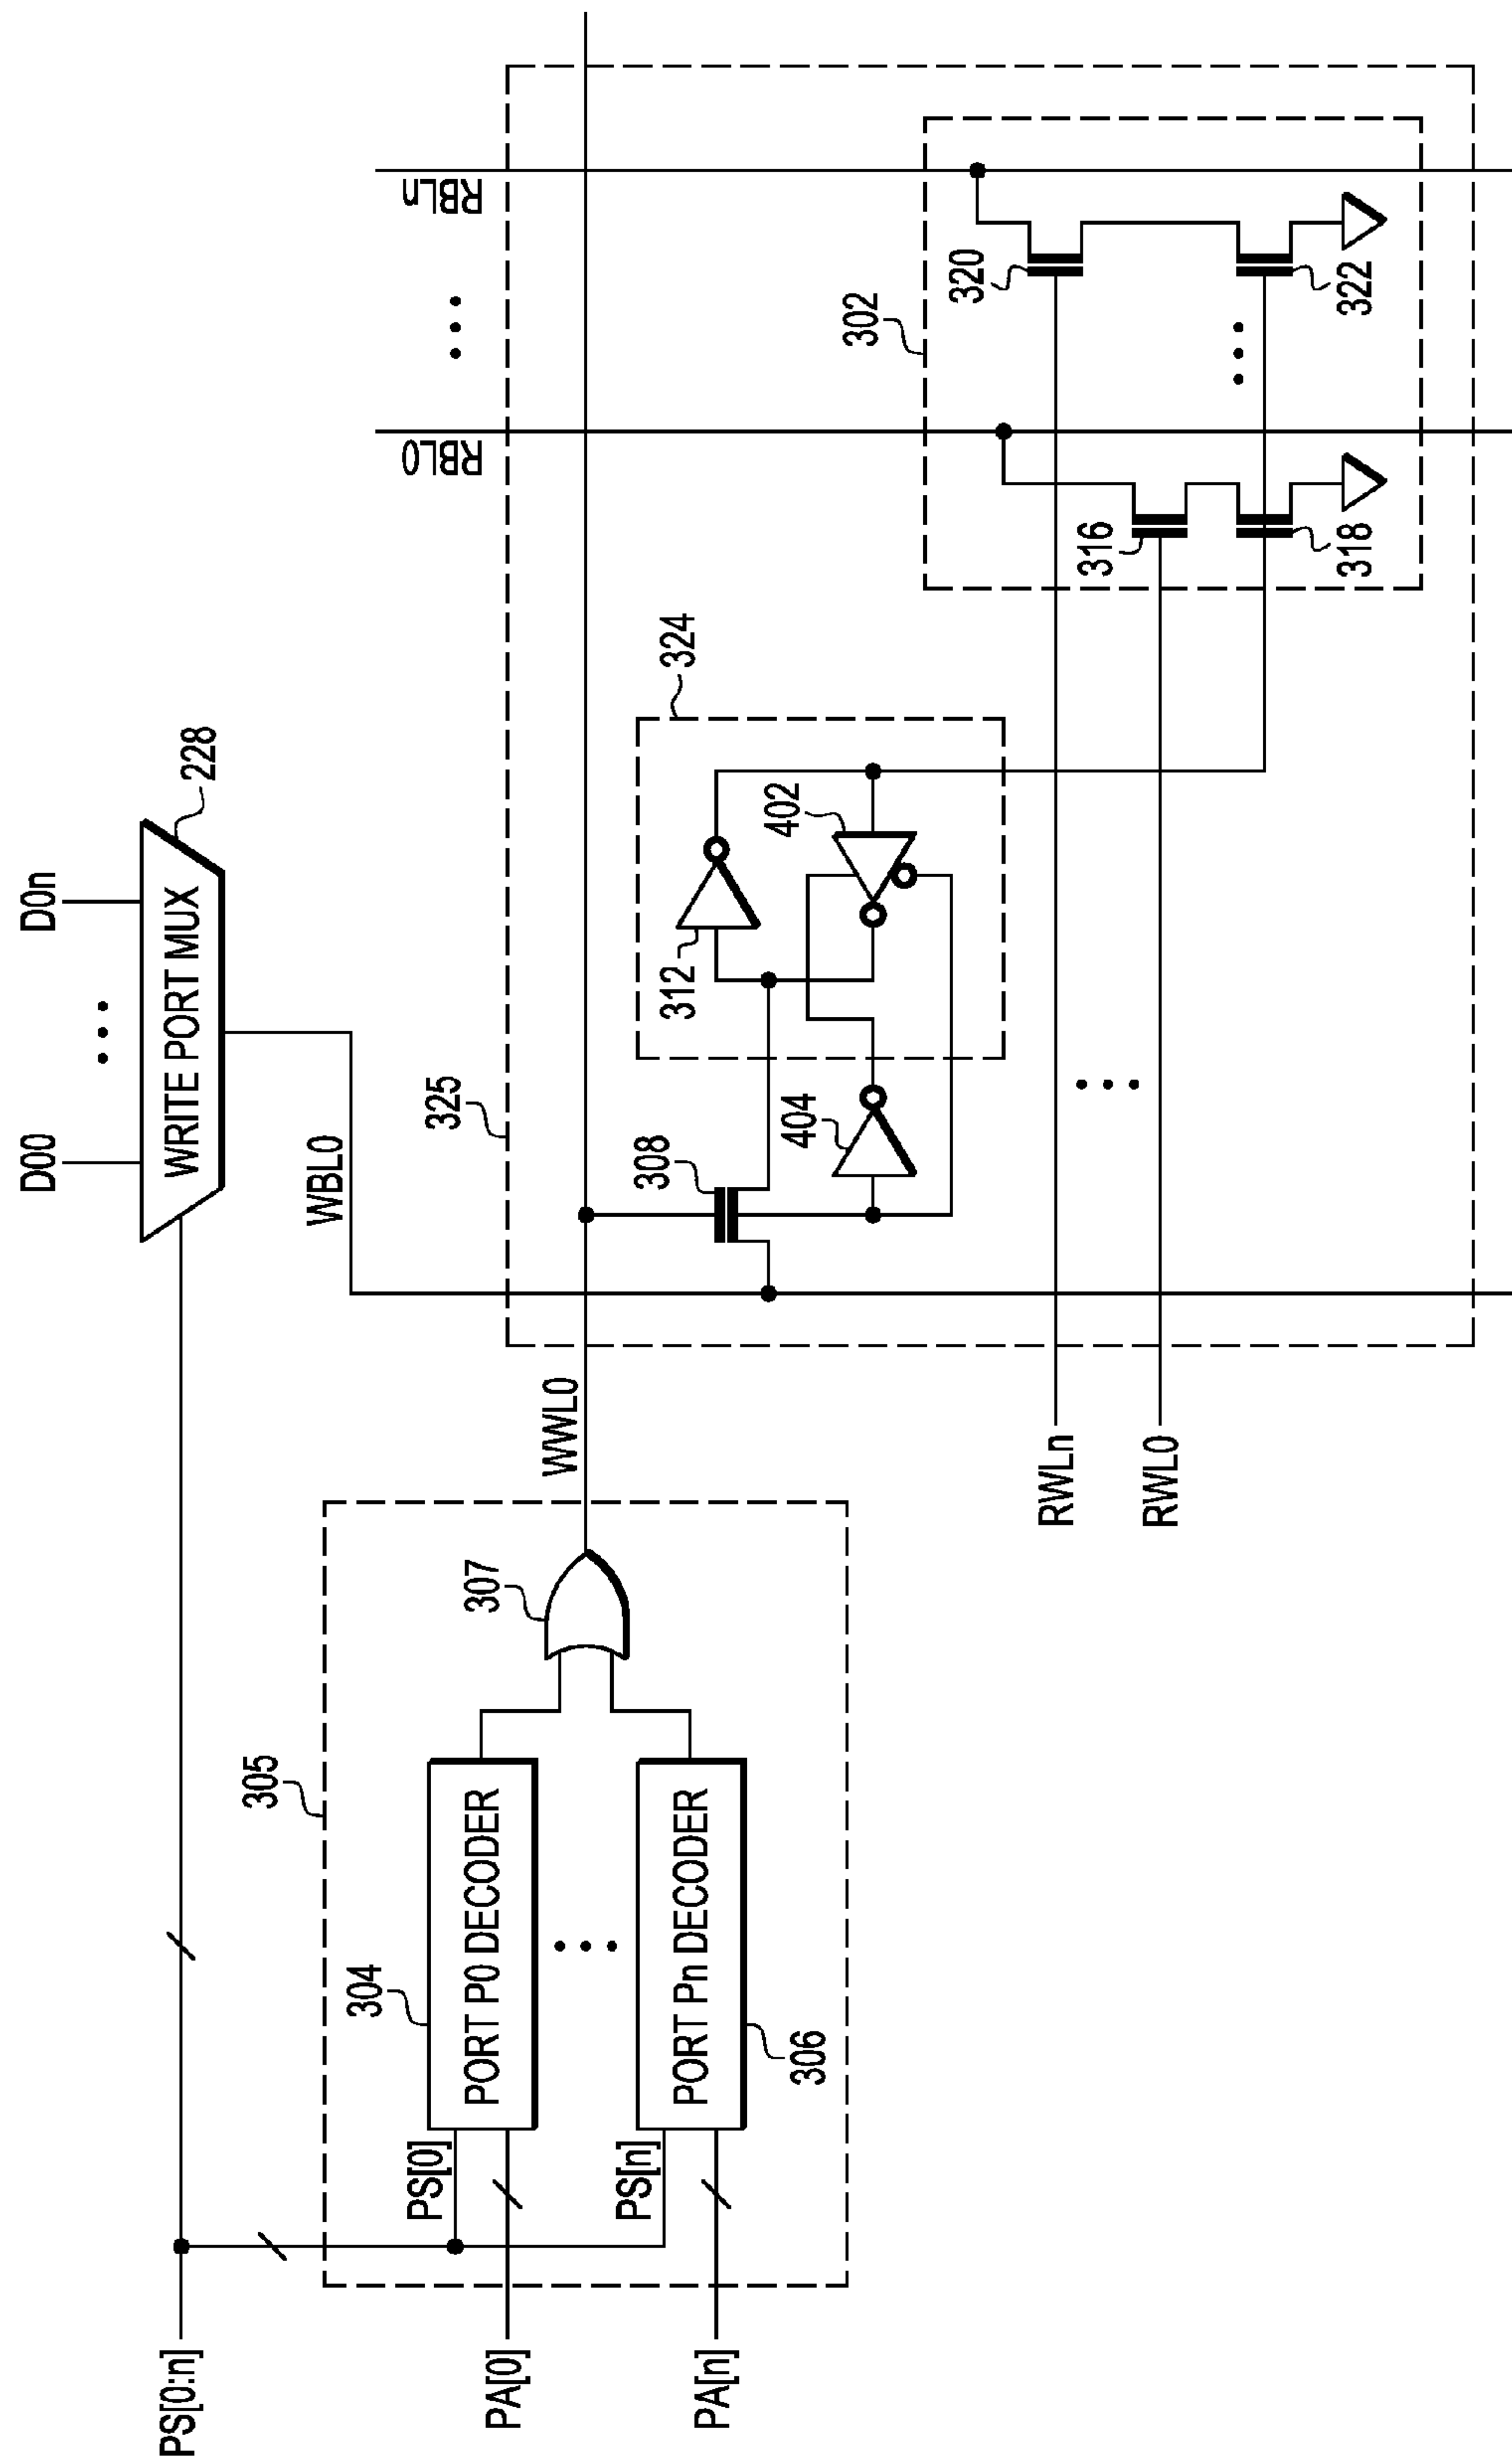 PS[0:n]
D00
D0n
WRITE PORT MUX
228
WBL0
305
304
PS[0]
PORT P0 DECODER
PA[0]
307
WWL0
PS[n]
PORT Pn DECODER
PA[n]
306
325
RBL0
RBLn
308
312
324
404
402
302
320
316
318
322
RWLn
RWL0